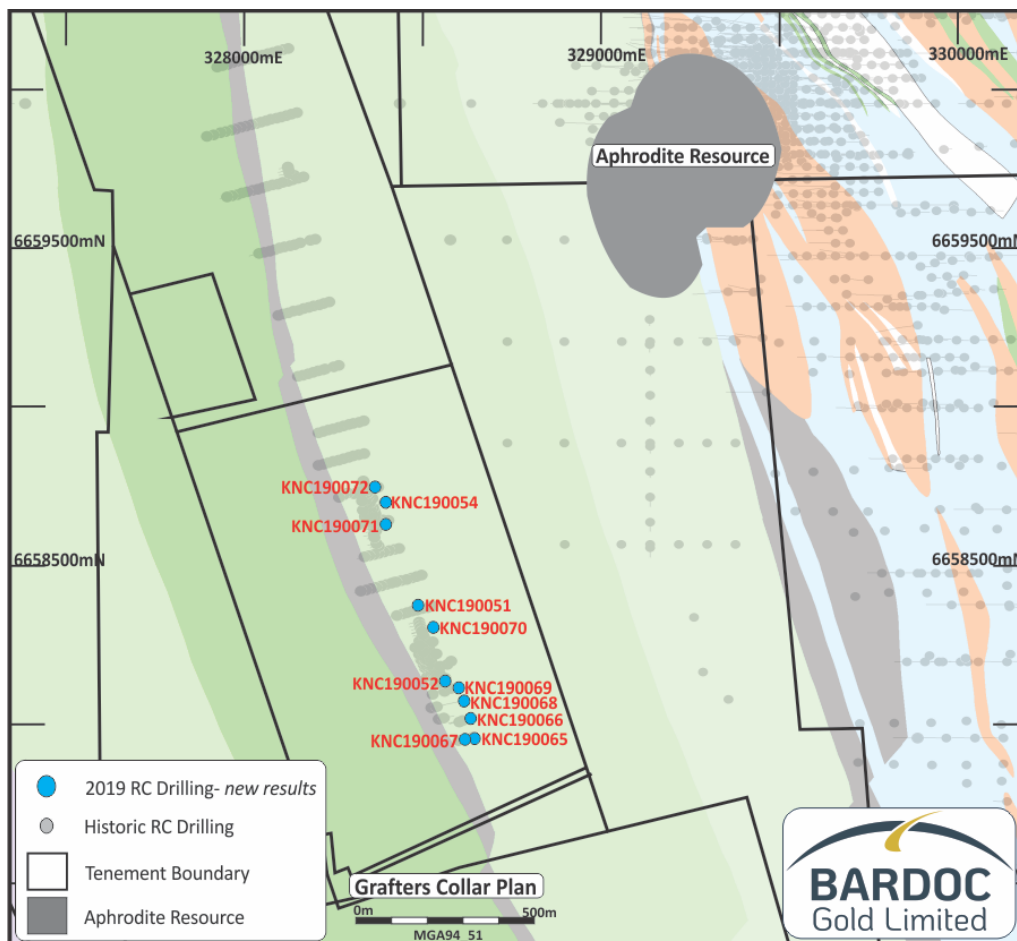 328000mE
329000mE
330000mE
Aphrodite Resource
6659500mN
6659500mN
KNC190072
KNC190054
KNC190071
6658500mN
6658500mN
KNC190051
KNC190070
KNC190052
KNC190069
KNC190068
KNC190066
KNC190067
KNC190065
2019 RC Drilling- new results
Historic RC Drilling
Tenement Boundary
Aphrodite Resource
Grafters Collar Plan
0m 500m
MGA94_51
BARDOC
Gold Limited